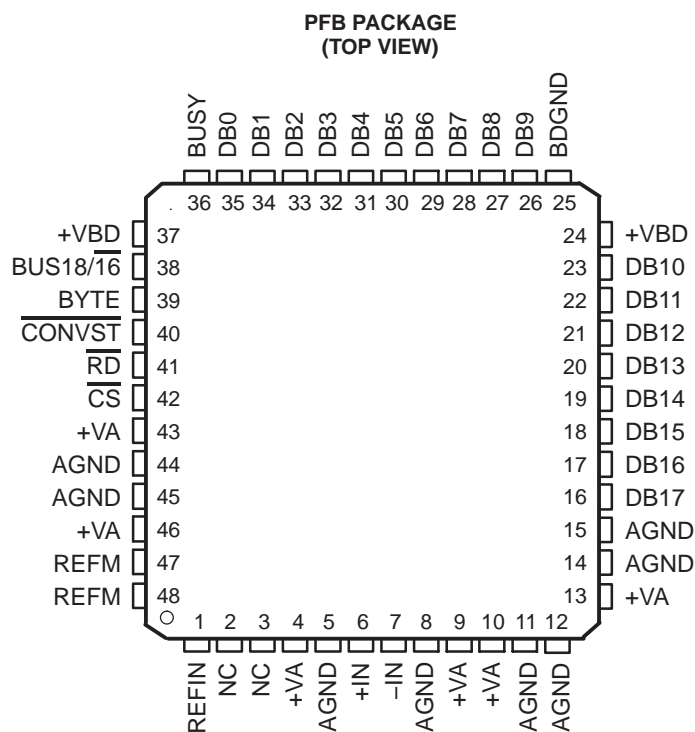 PFB PACKAGE
(TOP VIEW)
BUSY DB0 DB1 DB2 DB3 DB4 DB5 DB6 DB7 DB8 DB9 BDGND
36 35 34 33 32 31 30 29 28 27 26 25
+VBD 37 24 +VBD
BUS18/1̅6̅ 38 23 DB10
BYTE 39 22 DB11
C̅O̅N̅V̅S̅T̅ 40 21 DB12
R̅D̅ 41 20 DB13
C̅S̅ 42 19 DB14
+VA 43 18 DB15
AGND 44 17 DB16
AGND 45 16 DB17
+VA 46 15 AGND
REFM 47 14 AGND
REFM 48 13 +VA
1 2 3 4 5 6 7 8 9 10 11 12
REFIN NC NC +VA AGND +IN −IN AGND +VA +VA AGND AGND